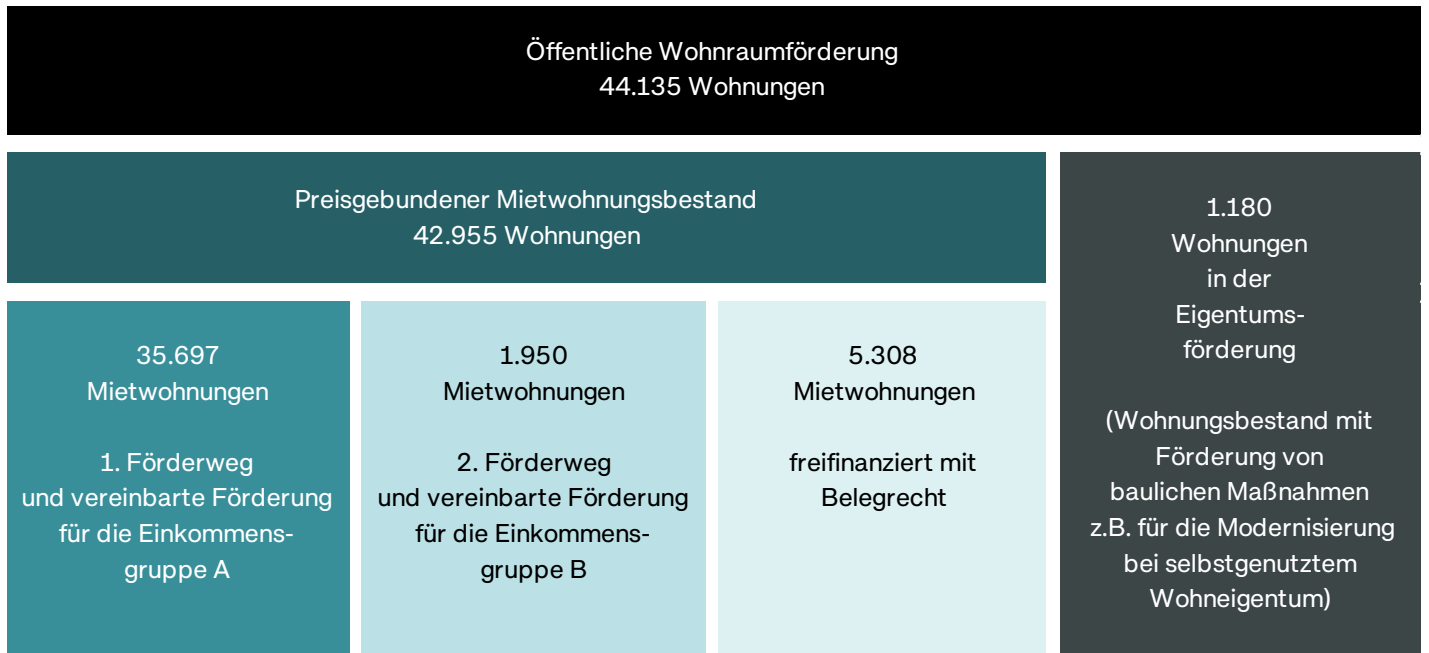 Öffentliche Wohnraumförderung
44.135 Wohnungen
Preisgebundener Mietwohnungsbestand
42.955 Wohnungen
35.697
Mietwohnungen
1. Förderweg
und vereinbarte Förderung
für die Einkommens-
gruppe A
1.950
Mietwohnungen
2. Förderweg
und vereinbarte Förderung
für die Einkommens-
gruppe B
5.308
Mietwohnungen
freifinanziert mit
Belegrecht
1.180
Wohnungen
in der
Eigentums-
förderung
(Wohnungsbestand mit
Förderung von
baulichen Maßnahmen
z.B. für die Modernisierung
bei selbstgenutztem
Wohneigentum)